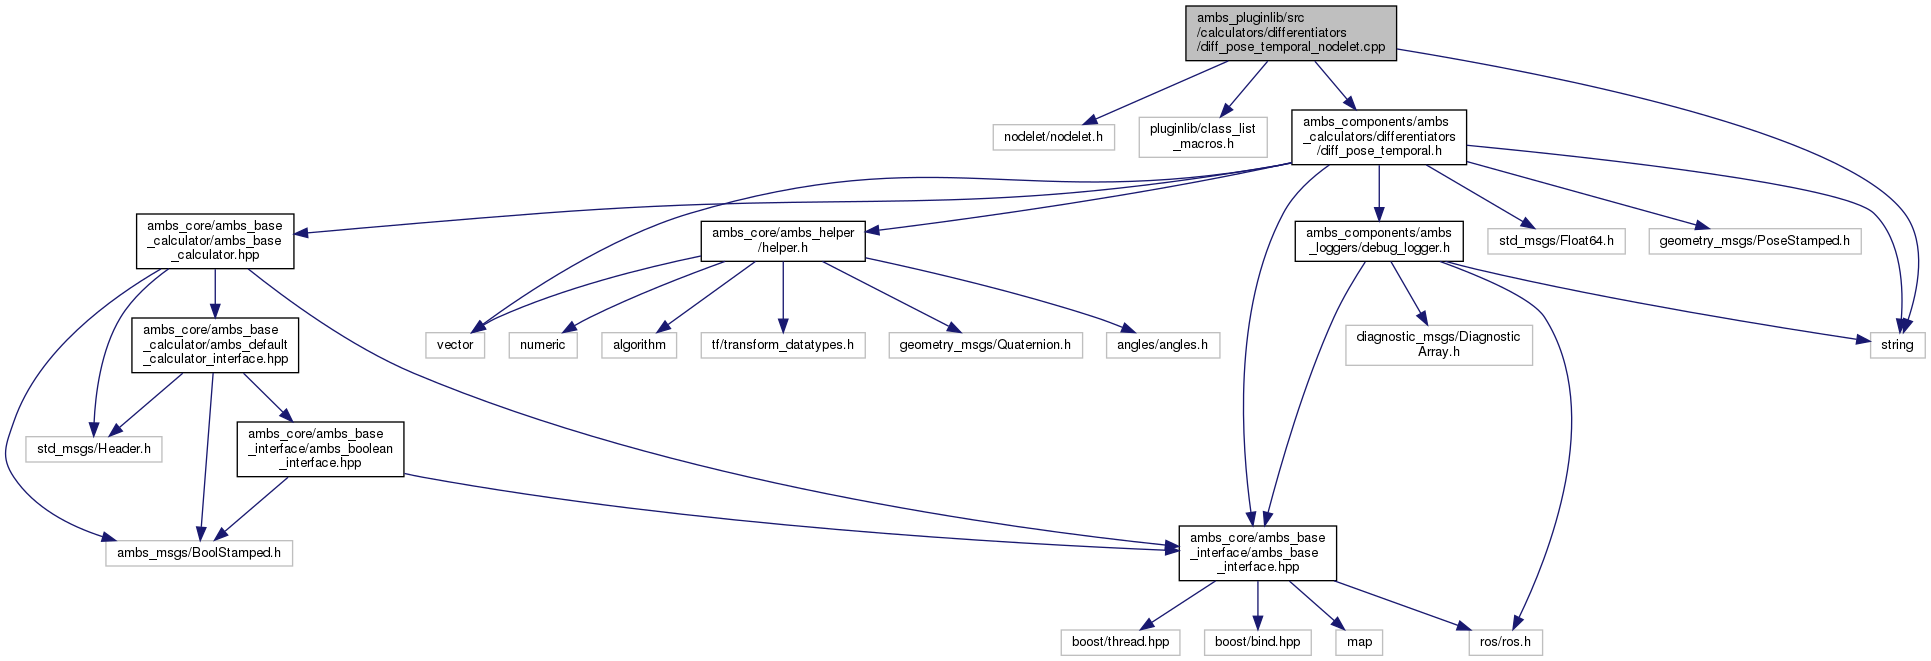 ambs_pluginlib/src
/calculators/differentiators
/diff_pose_temporal_nodelet.cpp
nodelet/nodelet.h
pluginlib/class_list
_macros.h
ambs_components/ambs
_calculators/differentiators
/diff_pose_temporal.h
ambs_core/ambs_base
_calculator/ambs_base
_calculator.hpp
ambs_core/ambs_helper
/helper.h
ambs_components/ambs
_loggers/debug_logger.h
std_msgs/Float64.h
geometry_msgs/PoseStamped.h
ambs_core/ambs_base
_calculator/ambs_default
_calculator_interface.hpp
vector
numeric
algorithm
tf/transform_datatypes.h
geometry_msgs/Quaternion.h
angles/angles.h
diagnostic_msgs/Diagnostic
Array.h
string
std_msgs/Header.h
ambs_core/ambs_base
_interface/ambs_boolean
_interface.hpp
ambs_msgs/BoolStamped.h
ambs_core/ambs_base
_interface/ambs_base
_interface.hpp
boost/thread.hpp
boost/bind.hpp
map
ros/ros.h